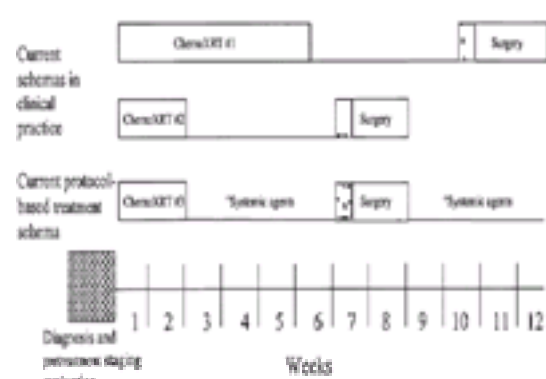 Current
schemas in
clinical
practice
Chemo/XRT #1
Surgery
Chemo/XRT #2
Surgery
Current protocol-
based treatment
schema
Chemo/XRT #3
*Systemic agents
Surgery
*Systemic agents
1 2 3 4 5 6 7 8 9 10 11 12
Diagnosis and
pretreatment staging
Weeks